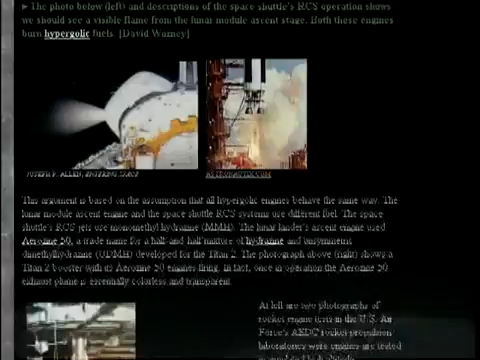 ▸ The photo below (left) and descriptions of the space shuttle's RCS operation shows
we should see a visible flame from the lunar module ascent stage. Both these engines
burn hypergolic fuels. [David Wozney]
JOSEPH P. ALLEN, ENTERING SPACE
This argument is based on the assumption that all hypergolic engines behave the same way. The
lunar module ascent engine and the space shuttle RCS systems use different fuel. The space
shuttle's RCS jets use monomethyl hydrazine (MMH). The lunar lander's ascent engine used
Aerozine 50, a trade name for a half-and-half mixture of hydrazine and unsymmetric
dimethylhydrazine (UDMH) developed for the Titan 2. The photograph above (right) shows a
Titan 2 booster with its Aerozine 50 engines firing. In fact, once in operation the Aerozine 50
exhaust plume is essentially colorless and transparent.
At left are two photographs of
rocket engine tests in the U.S. Air
Force's AEDC rocket propulsion
laboratory were engines are tested